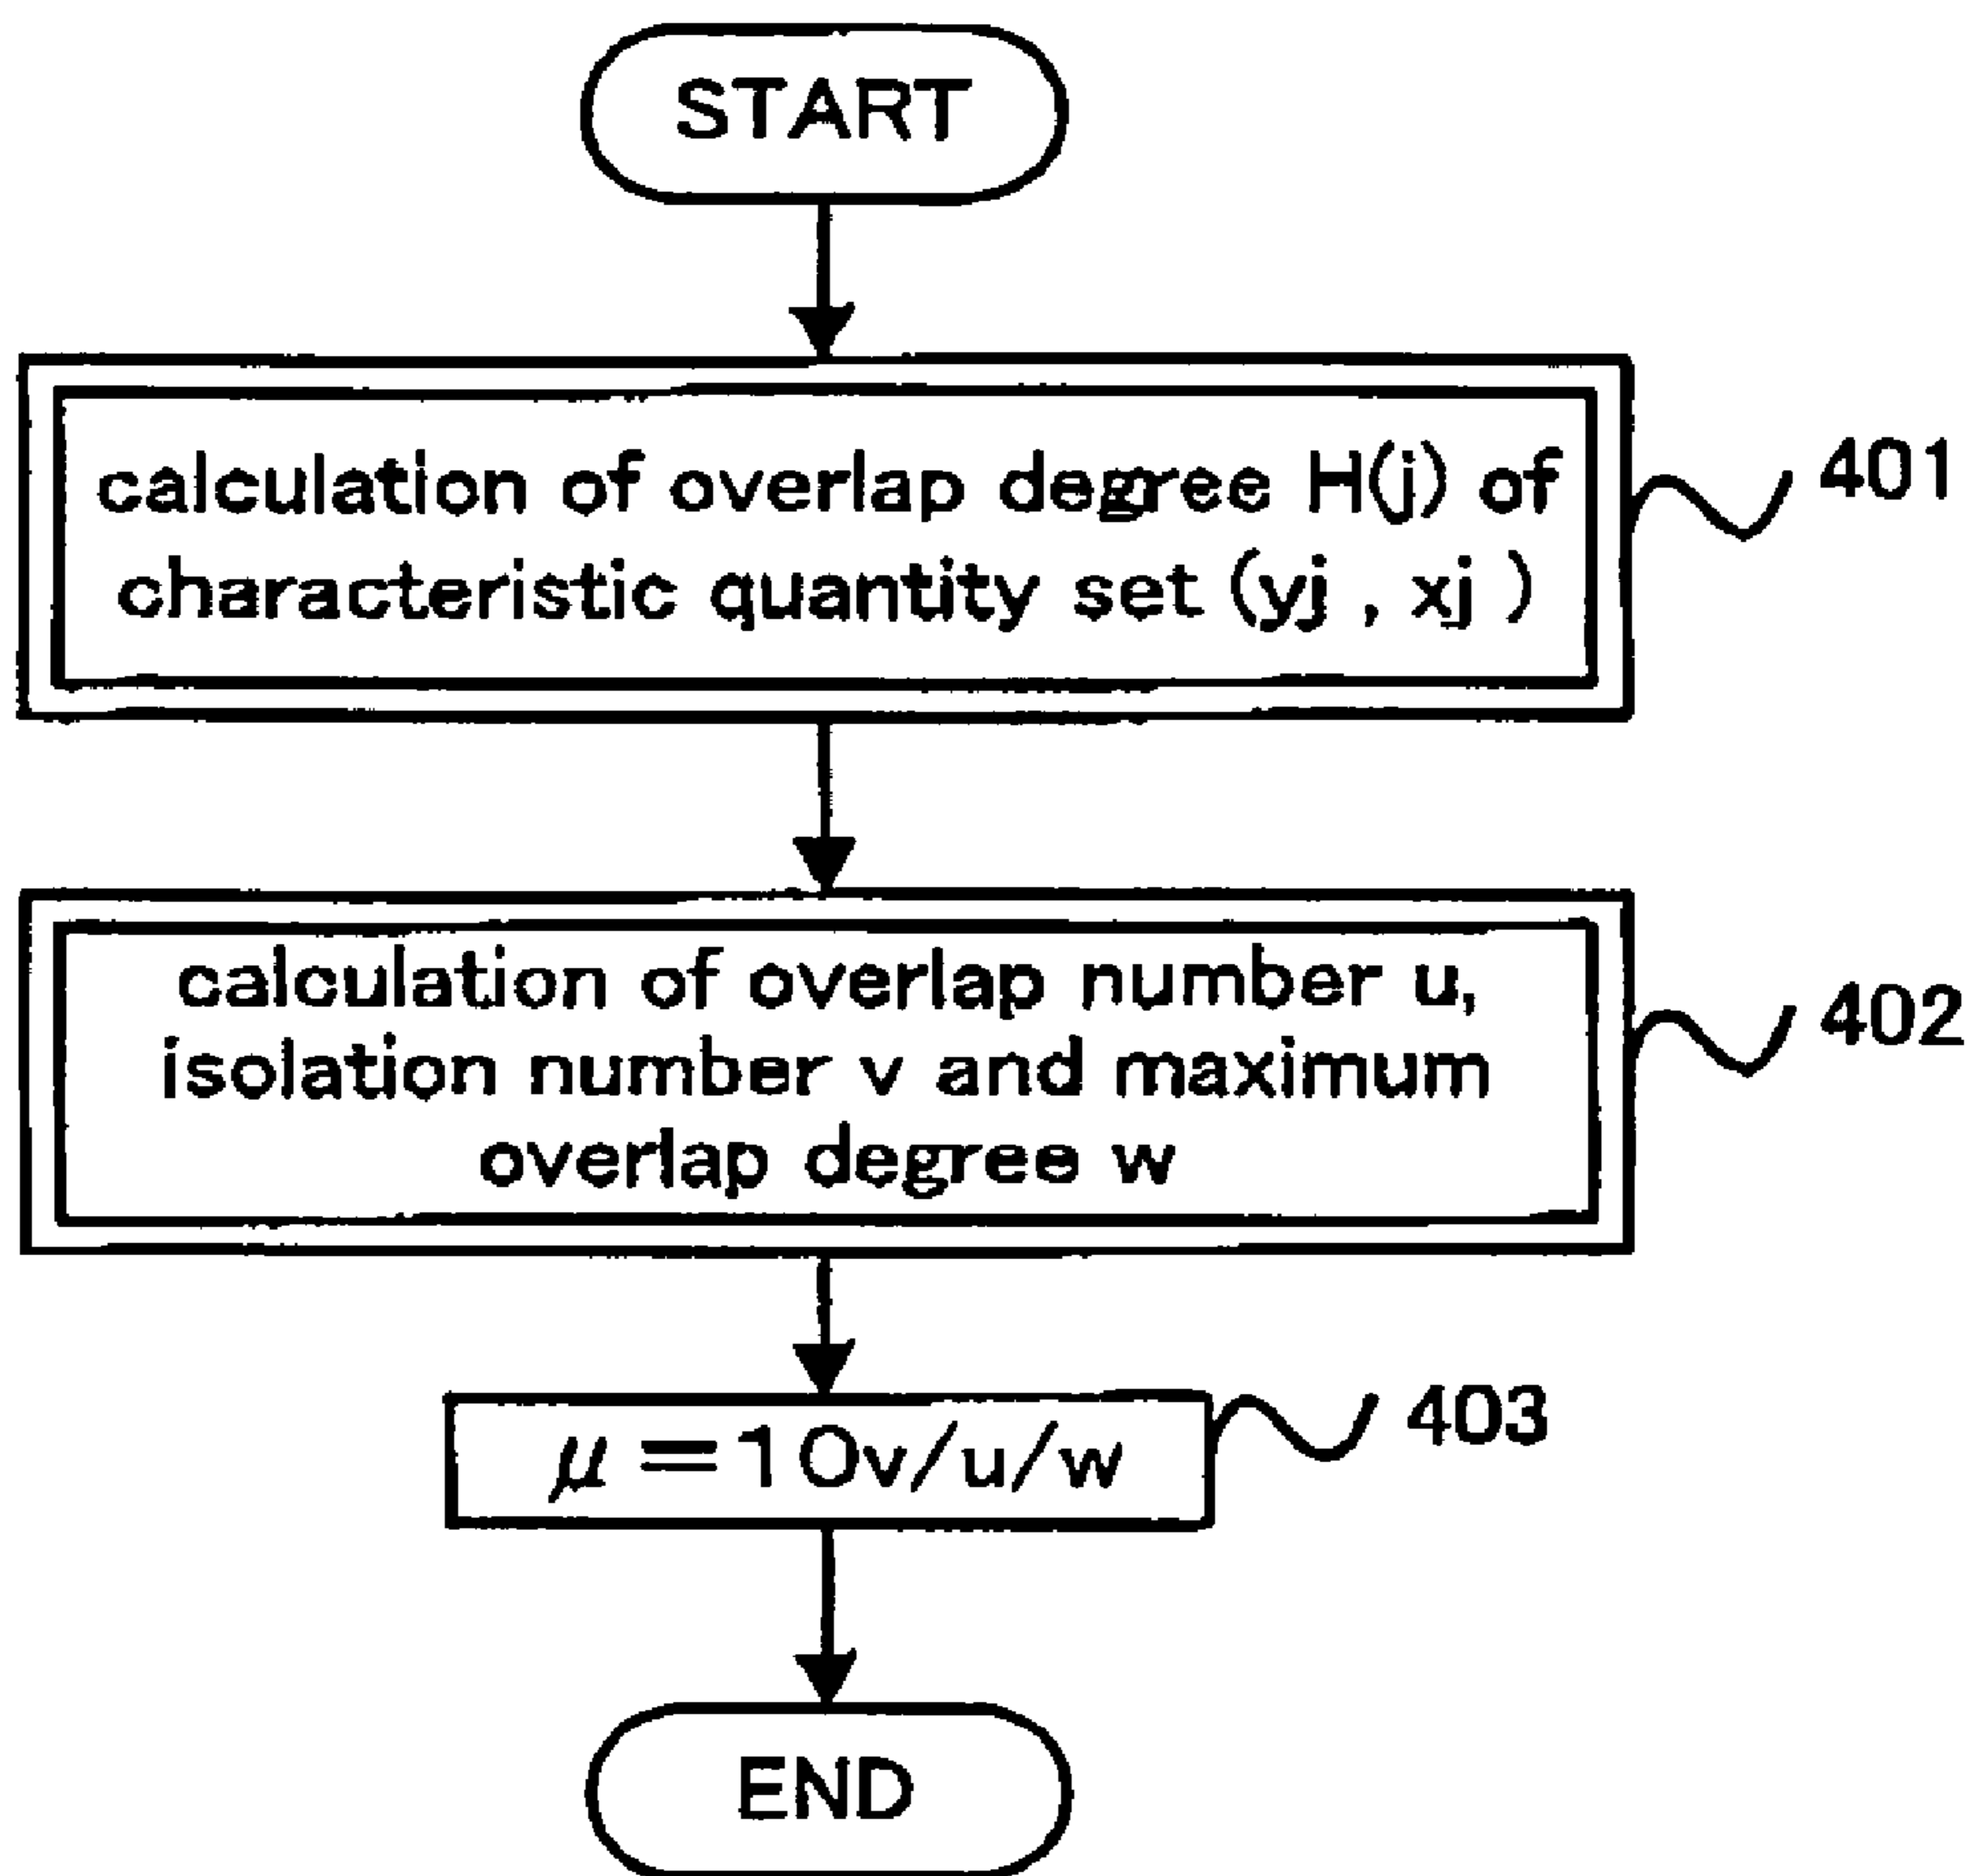 START
calculation of overlap degree H(j) of
characteristic quantity set (yj , xj )
401
calculation of overlap number u,
isolation number v and maximum
overlap degree w
402
μ=10v/u/w
403
END